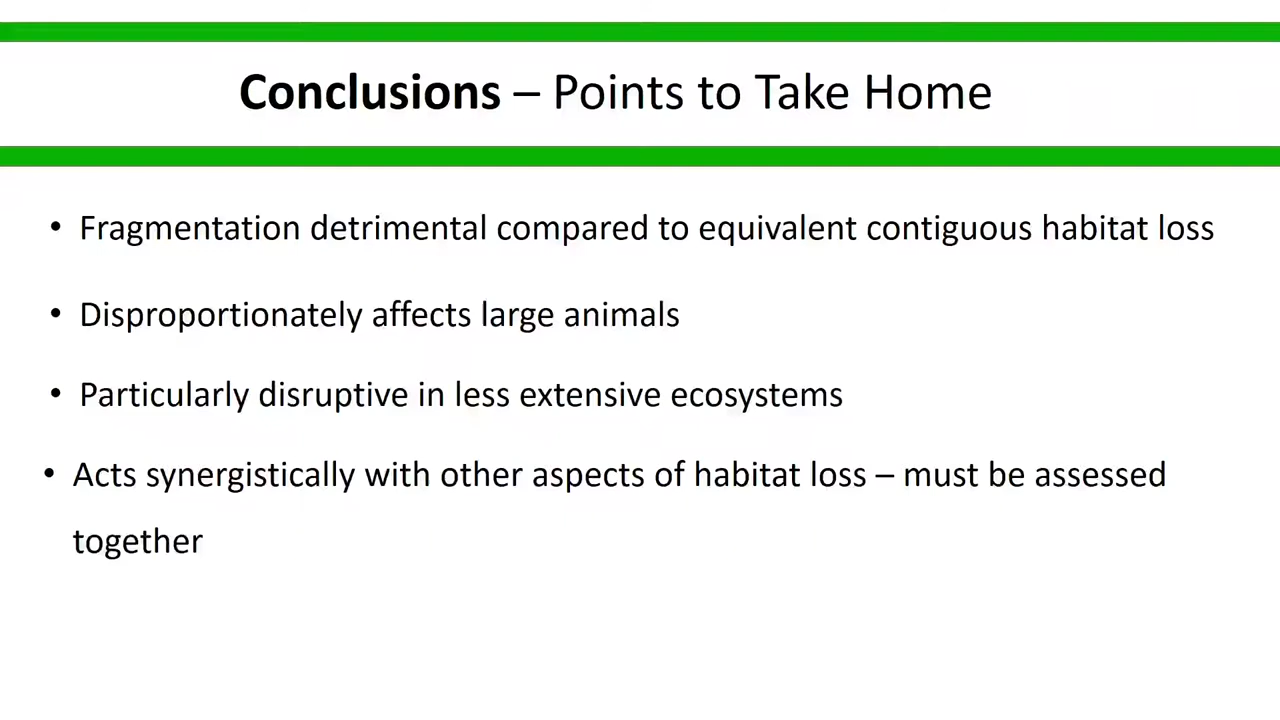 Conclusions – Points to Take Home
• Fragmentation detrimental compared to equivalent contiguous habitat loss
• Disproportionately affects large animals
• Particularly disruptive in less extensive ecosystems
• Acts synergistically with other aspects of habitat loss – must be assessed
together